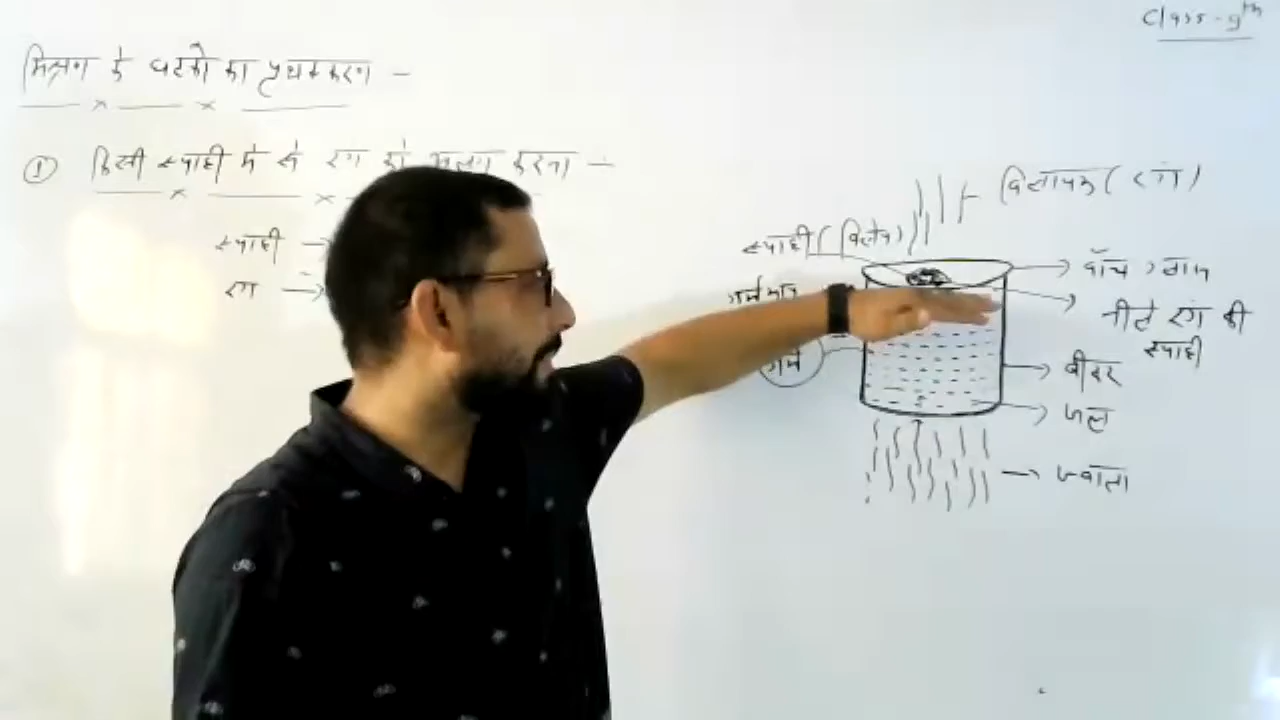 Class-9th
मिश्रण के घटकों का पृथक्करण -
① किसी स्याही में से रंग को अलग करना -
स्याही →
रंग →
विलायक ( रंग )
स्याही (विलेय)
वॉच ग्लास
नीले रंग की
स्याही
बीकर
जल
ज्वाला